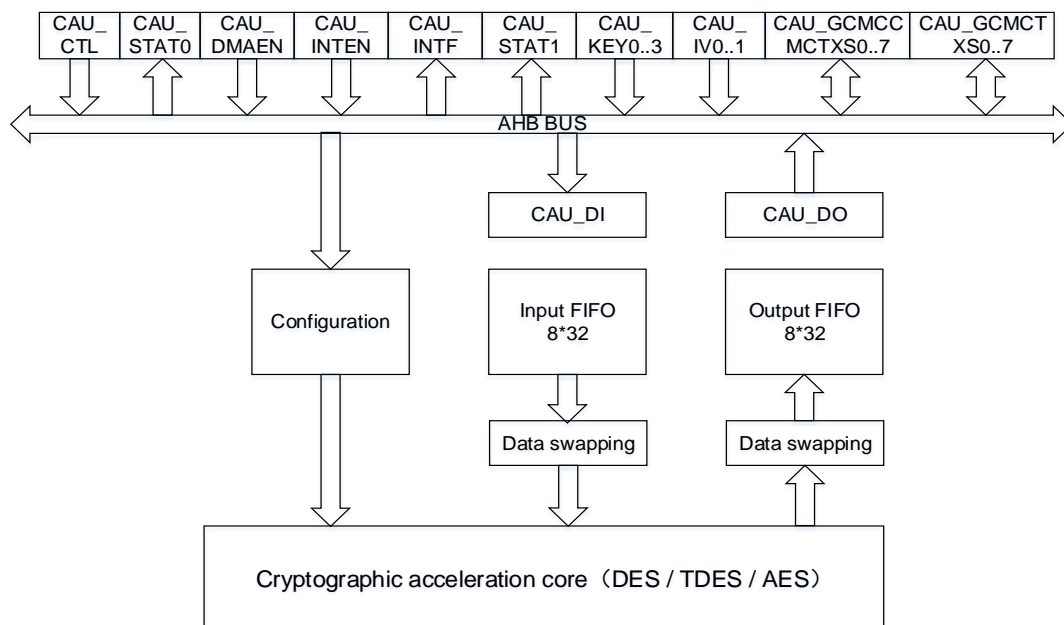 CAU_
CTL
CAU_
STAT0
CAU_
DMAEN
CAU_
INTEN
CAU_
INTF
CAU_
STAT1
CAU_
KEY0..3
CAU_
IV0..1
CAU_GCMCC
MCTXS0..7
CAU_GCMCT
XS0..7
AHB BUS
CAU_DI
CAU_DO
Configuration
Input FIFO
8*32
Output FIFO
8*32
Data swapping
Data swapping
Cryptographic acceleration core（DES / TDES / AES）